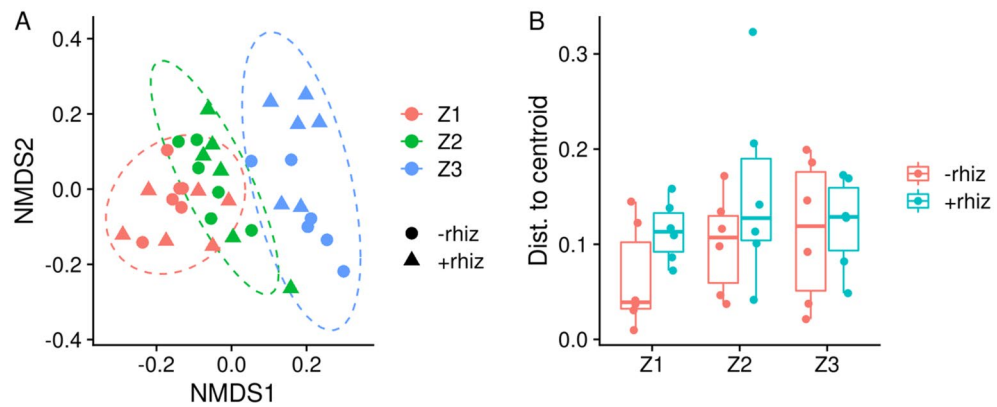 A
0.4
0.2
0.0
-0.2
-0.4
NMDS2
-0.2
0.0
0.2
NMDS1
Z1
Z2
Z3
-rhiz
+rhiz
B
0.3
0.2
0.1
0.0
Dist. to centroid
Z1
Z2
Z3
-rhiz
+rhiz